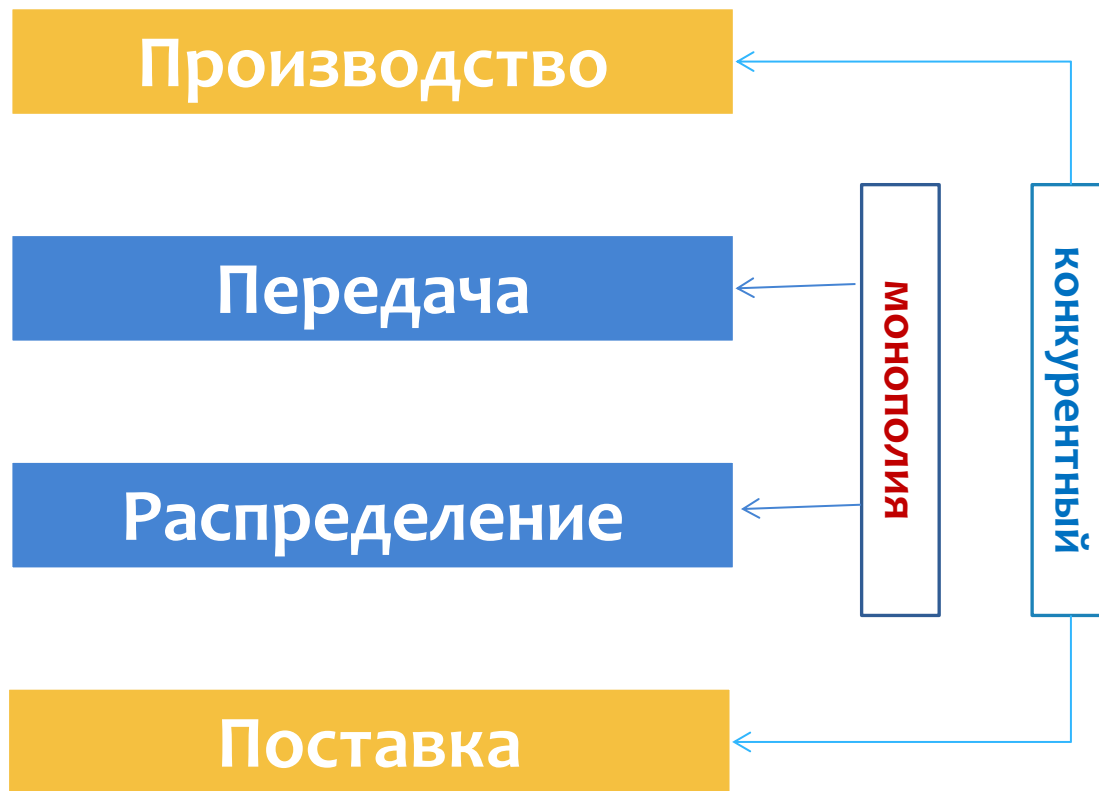 Производство
Передача
Распределение
Поставка
монополия
конкурентный